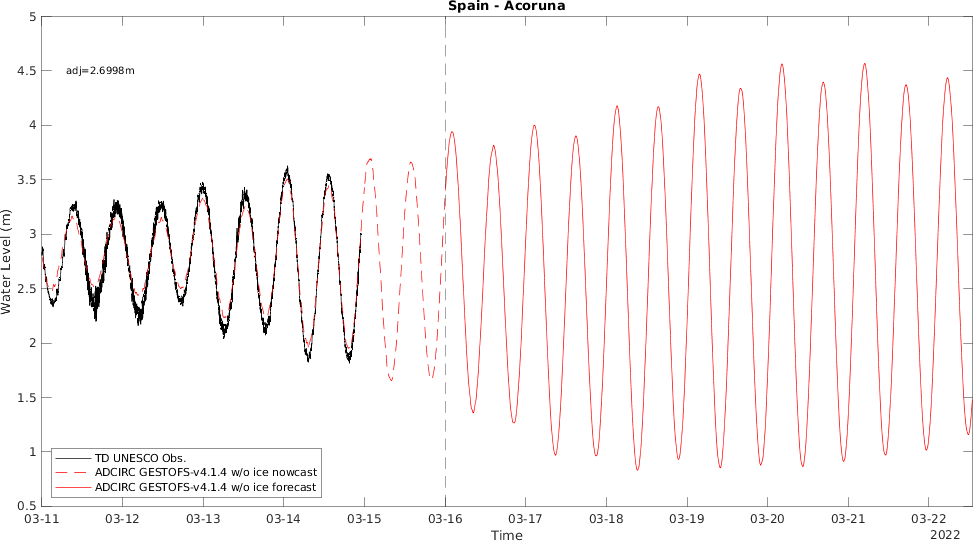 Spain - Acoruna
5
4.5
4
3.5
3
2.5
2
1.5
1
0.5
Water Level (m)
adj=2.6998m
TD UNESCO Obs.
ADCIRC GESTOFS-v4.1.4 w/o ice nowcast
ADCIRC GESTOFS-v4.1.4 w/o ice forecast
03-11 03-12 03-13 03-14 03-15 03-16 03-17 03-18 03-19 03-20 03-21 03-22
2022
Time